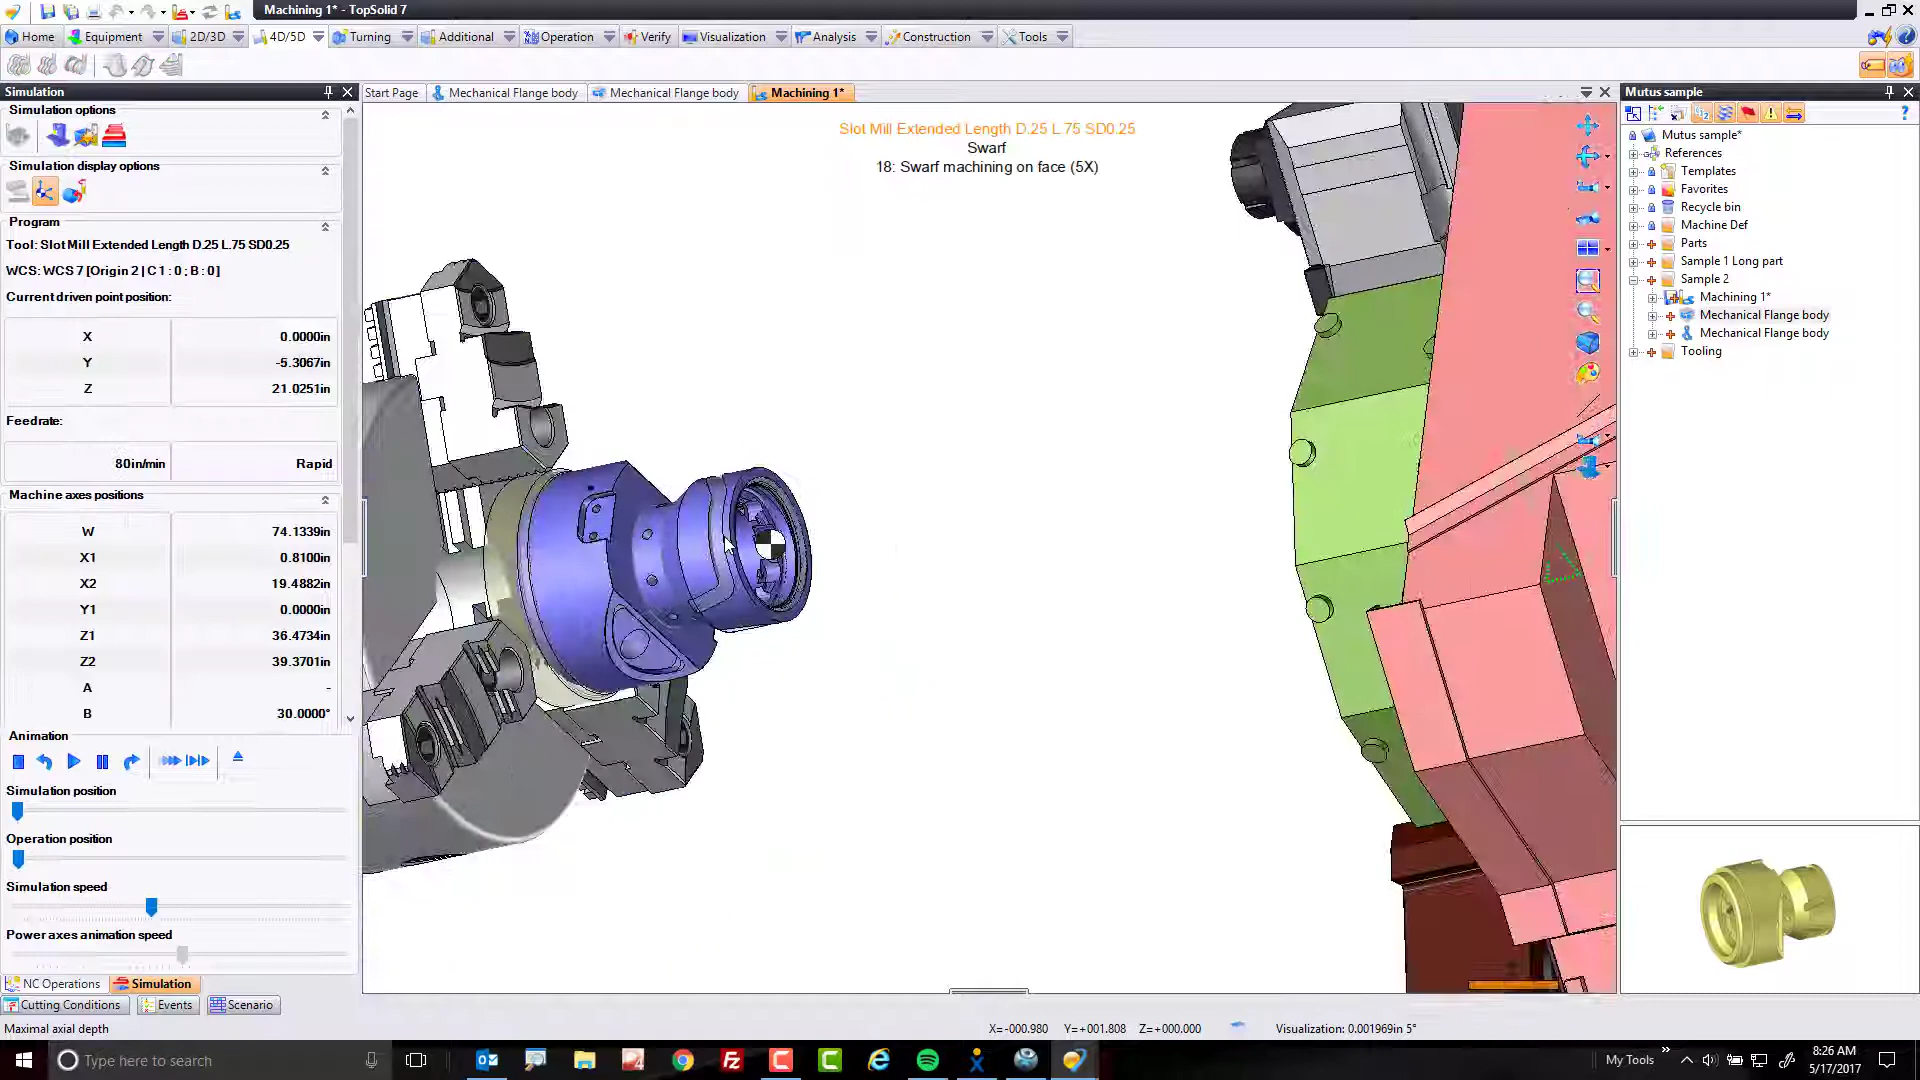 Machining 1* - TopSolid 7
Home
Equipment
2D/3D
4D/5D
Turning
Additional
Operation
Verify
Visualization
Analysis
Construction
Tools
Simulation
Simulation options
Simulation display options
Program
Tool: Slot Mill Extended Length D.25 L.75 SD0.25
WCS: WCS 7 [Origin 2 | C 1 : 0 ; B : 0]
Current driven point position:
X 0.0000in
Y -5.3067in
Z 21.0251in
Feedrate:
80in/min Rapid
Machine axes positions
W 74.1339in
X1 0.8100in
X2 19.4882in
Y1 0.0000in
Z1 36.4734in
Z2 39.3701in
A -
B 30.0000°
Animation
Simulation position
Operation position
Simulation speed
Power axes animation speed
NC Operations
Simulation
Cutting Conditions
Events
Scenario
Maximal axial depth
Start Page
Mechanical Flange body
Mechanical Flange body
Machining 1*
Slot Mill Extended Length D.25 L.75 SD0.25
Swarf
18: Swarf machining on face (5X)
Mutus sample
Mutus sample*
References
Templates
Favorites
Recycle bin
Machine Def
Parts
Sample 1 Long part
Sample 2
Machining 1*
Mechanical Flange body
Mechanical Flange body
Tooling
X=-000.980
Y=+001.808
Z=+000.000
Visualization: 0.001969in 5°
Type here to search
My Tools
8:26 AM
5/17/2017